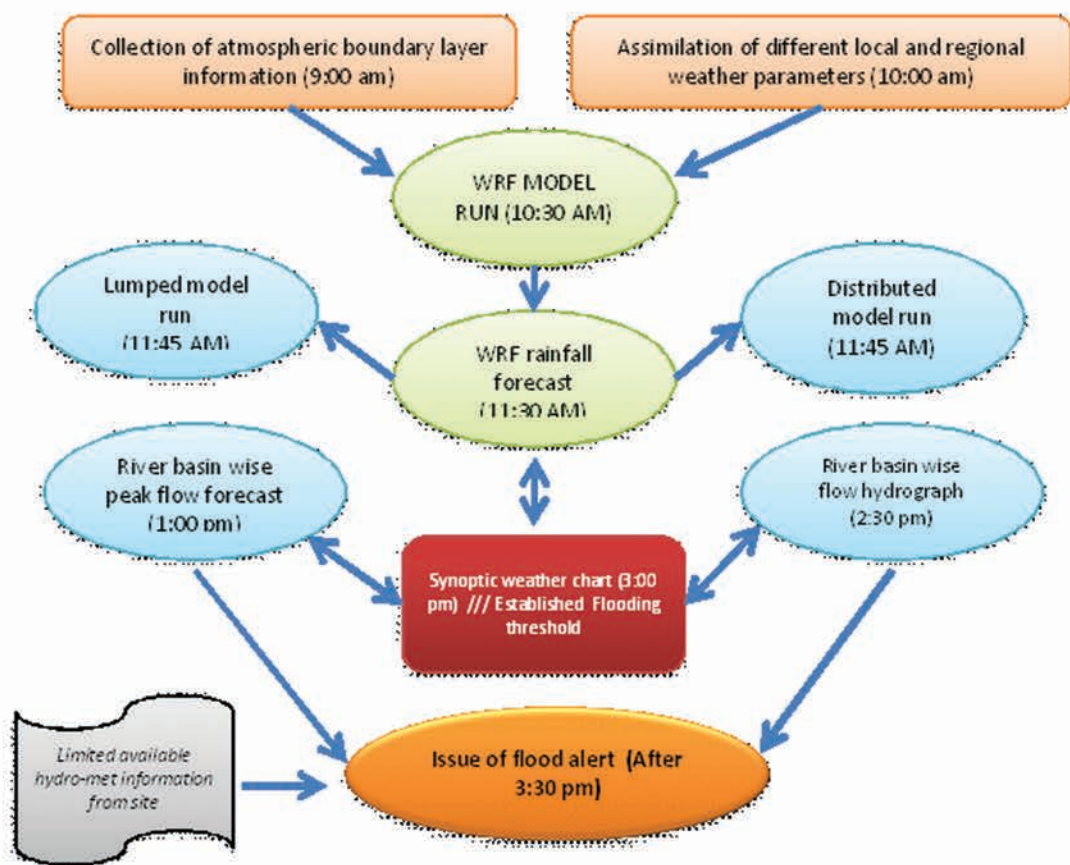 Collection of atmospheric boundary layer
information (9:00 am)
Assimilation of different local and regional
weather parameters (10:00 am)
WRF MODEL
RUN (10:30 AM)
Lumped model
run
(11:45 AM)
WRF rainfall
forecast
(11:30 AM)
Distributed
model run
(11:45 AM)
River basin wise
peak flow forecast
(1:00 pm)
River basin wise
flow hydrograph
(2:30 pm)
Synoptic weather chart (3:00
pm) /// Established Flooding
threshold
Limited available
hydro-met information
from site
Issue of flood alert (After
3:30 pm)